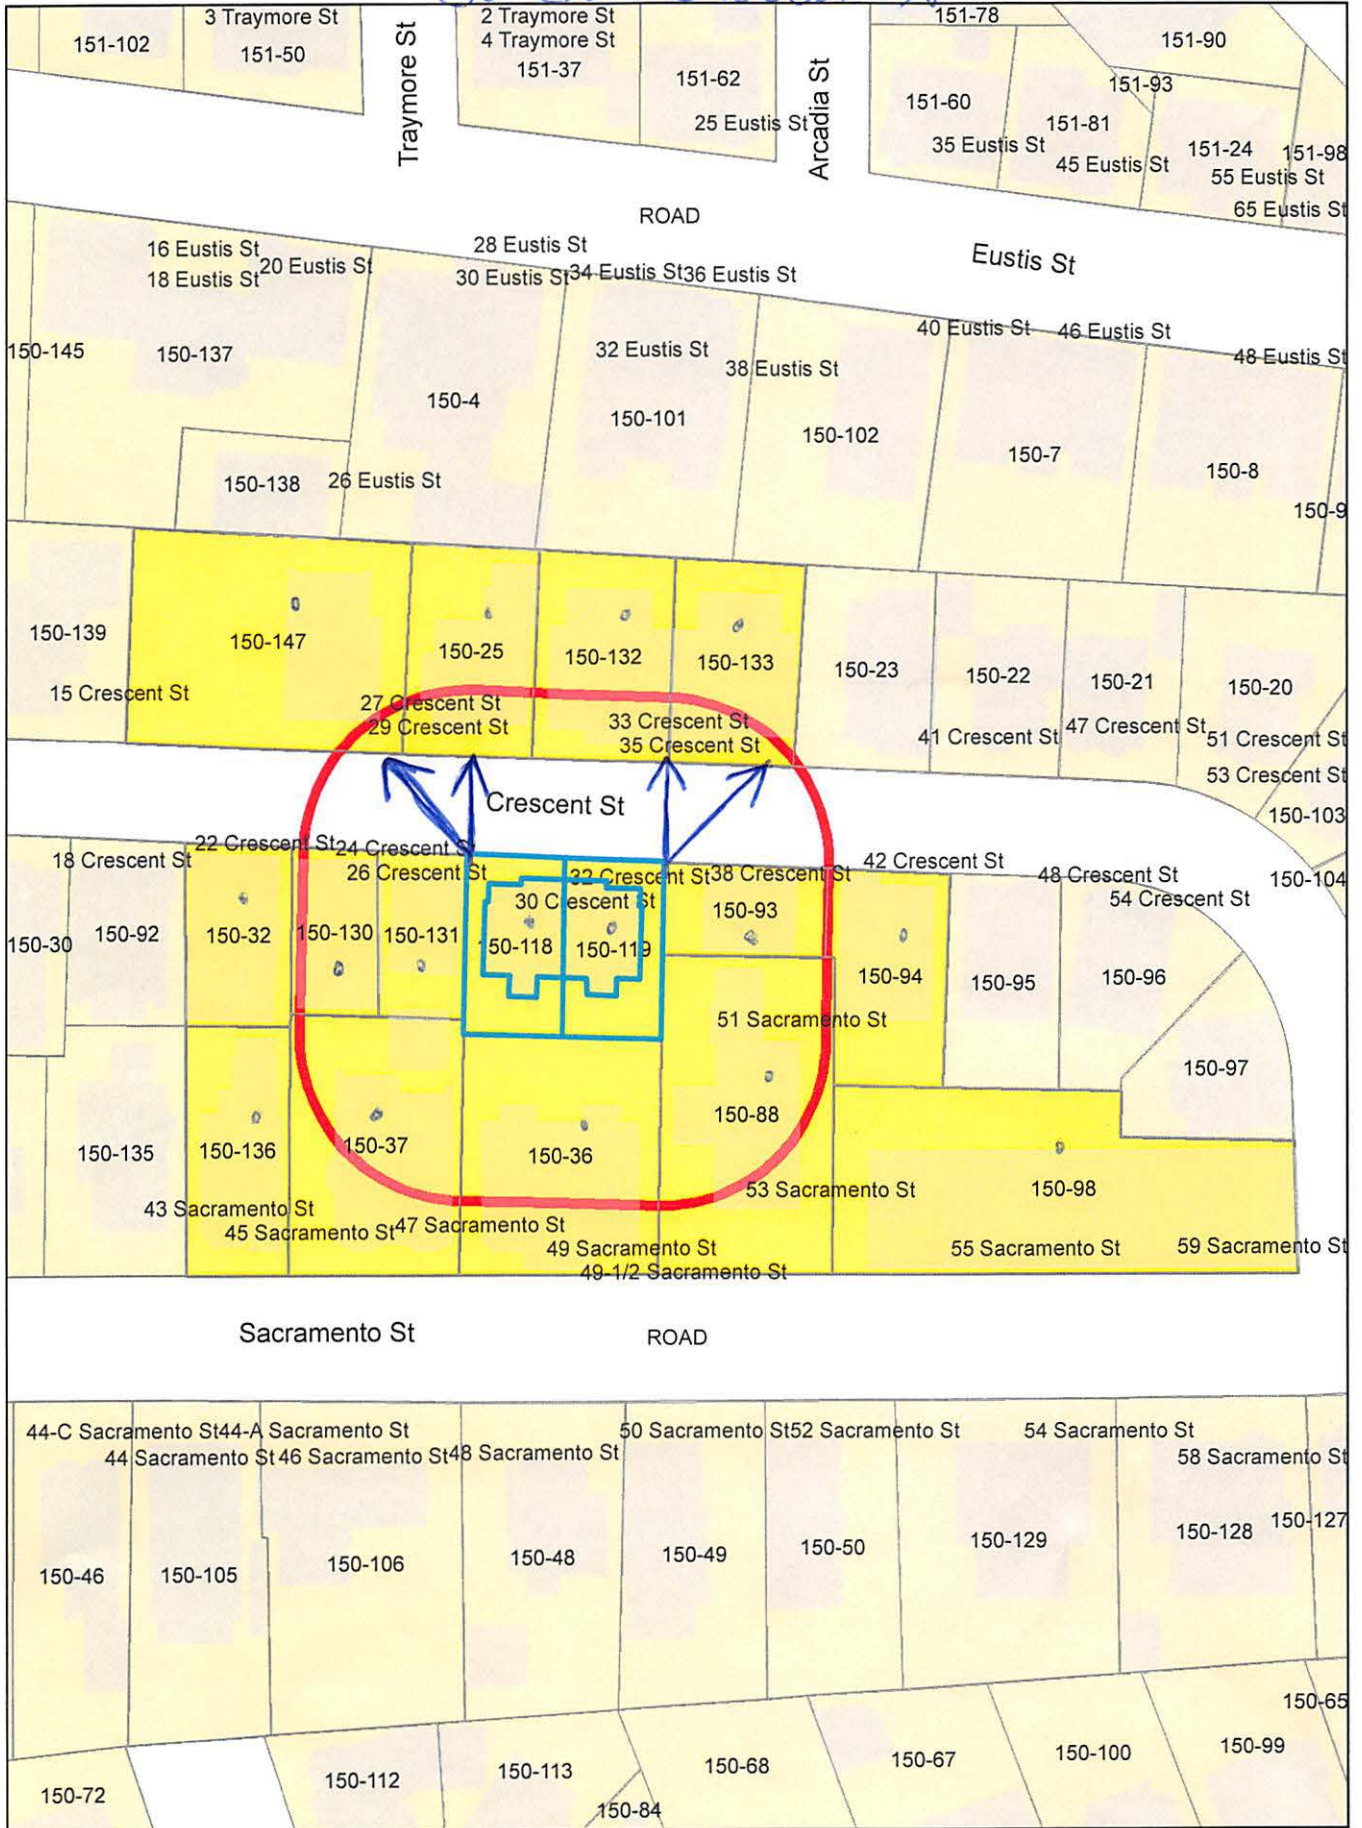 3 Traymore St
151-102
151-50
Traymore St
2 Traymore St
4 Traymore St
151-37
151-62
25 Eustis St
Arcadia St
151-78
151-90
151-93
151-60
151-81
35 Eustis St
45 Eustis St
151-24
151-98
55 Eustis St
65 Eustis St
ROAD
Eustis St
16 Eustis St
18 Eustis St
20 Eustis St
28 Eustis St
30 Eustis St
34 Eustis St
36 Eustis St
40 Eustis St
46 Eustis St
48 Eustis St
150-145
150-137
32 Eustis St
38 Eustis St
150-4
150-101
150-102
150-7
150-8
150-138
26 Eustis St
150-9
150-139
150-147
150-25
150-132
150-133
150-23
150-22
150-21
150-20
15 Crescent St
27 Crescent St
29 Crescent St
33 Crescent St
35 Crescent St
41 Crescent St
47 Crescent St
51 Crescent St
53 Crescent St
150-103
Crescent St
22 Crescent St
24 Crescent St
18 Crescent St
26 Crescent St
32 Crescent St
38 Crescent St
42 Crescent St
48 Crescent St
150-104
30 Crescent St
54 Crescent St
150-30
150-92
150-32
150-130
150-131
150-118
150-119
150-93
150-94
150-95
150-96
51 Sacramento St
150-97
150-135
150-136
150-37
150-36
150-88
150-98
43 Sacramento St
45 Sacramento St
47 Sacramento St
49 Sacramento St
49-1/2 Sacramento St
53 Sacramento St
55 Sacramento St
59 Sacramento St
Sacramento St
ROAD
44-C Sacramento St
44-A Sacramento St
50 Sacramento St
52 Sacramento St
54 Sacramento St
44 Sacramento St
46 Sacramento St
48 Sacramento St
58 Sacramento St
150-46
150-105
150-106
150-48
150-49
150-50
150-129
150-128
150-127
150-65
150-72
150-112
150-113
150-84
150-68
150-67
150-100
150-99